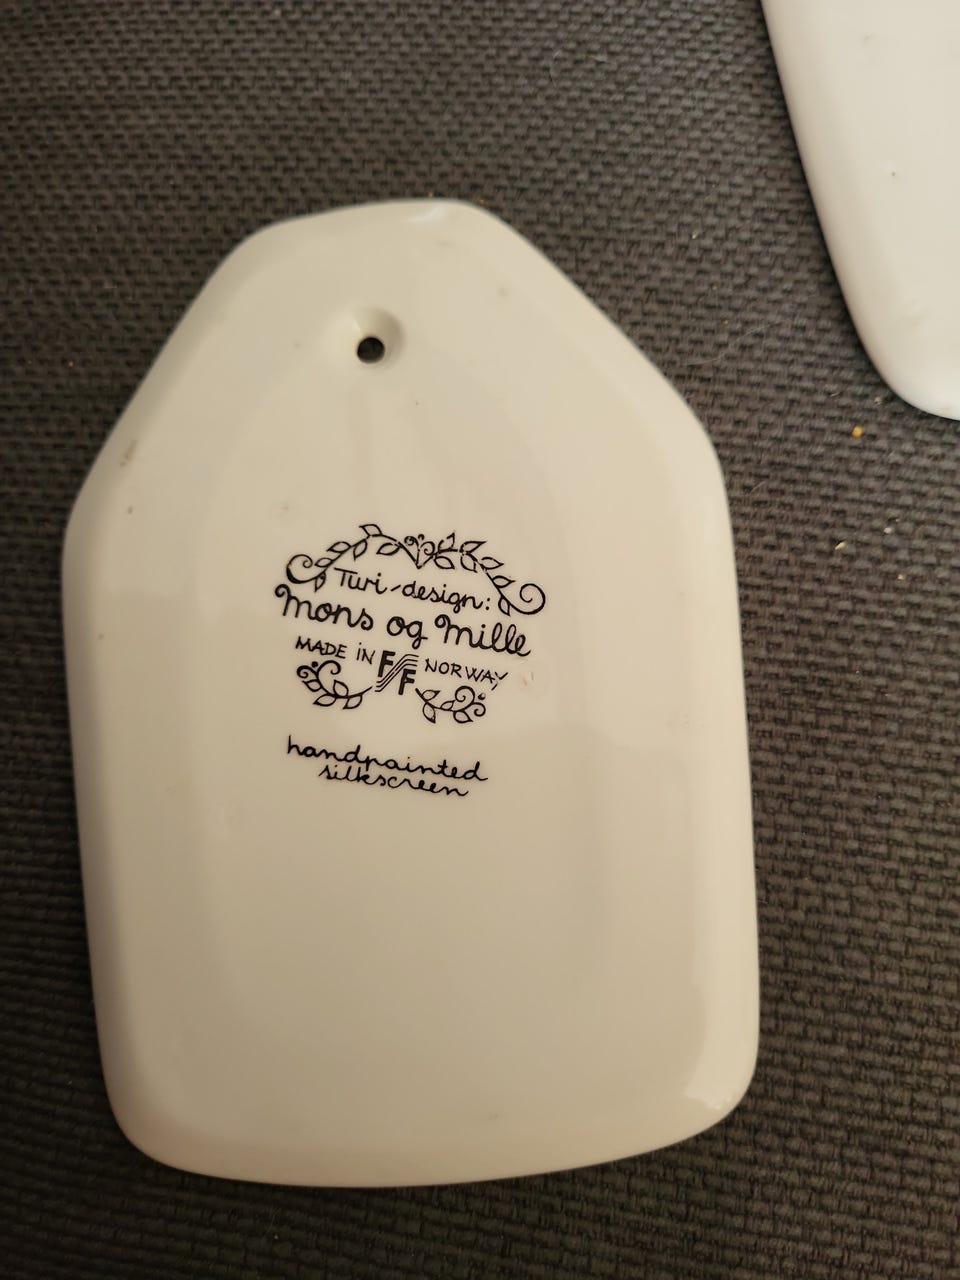 Turi-design:
Mons og Mille
MADE iN FF NORWAY
handpainted
silkscreen